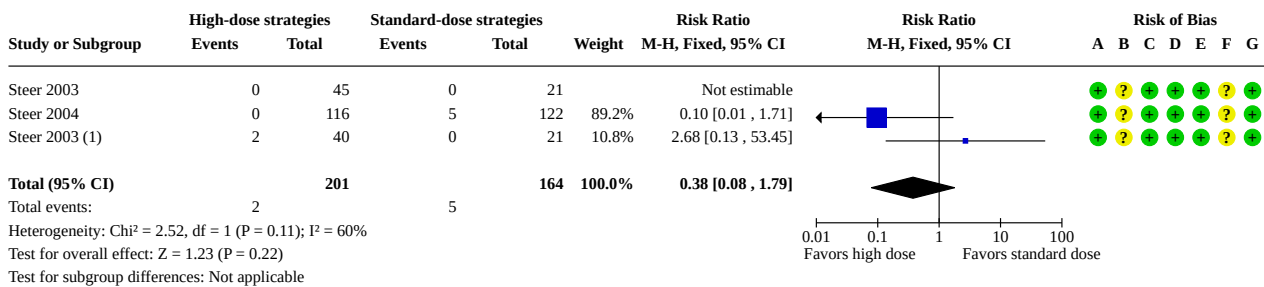 High-dose strategies Standard-dose strategies Risk Ratio Risk Ratio Risk of Bias
Study or Subgroup Events Total Events Total Weight M-H, Fixed, 95% CI M-H, Fixed, 95% CI A B C D E F G
Steer 2003 0 45 0 21 Not estimable + ? + + + ? +
Steer 2004 0 116 5 122 89.2% 0.10 [0.01 , 1.71] + ? + + + ? +
Steer 2003 (1) 2 40 0 21 10.8% 2.68 [0.13 , 53.45] + ? + + + ? +
Total (95% CI) 201 164 100.0% 0.38 [0.08 , 1.79]
Total events: 2 5
Heterogeneity: Chi² = 2.52, df = 1 (P = 0.11); I² = 60%
0.01 0.1 1 10 100
Test for overall effect: Z = 1.23 (P = 0.22) Favors high dose Favors standard dose
Test for subgroup differences: Not applicable